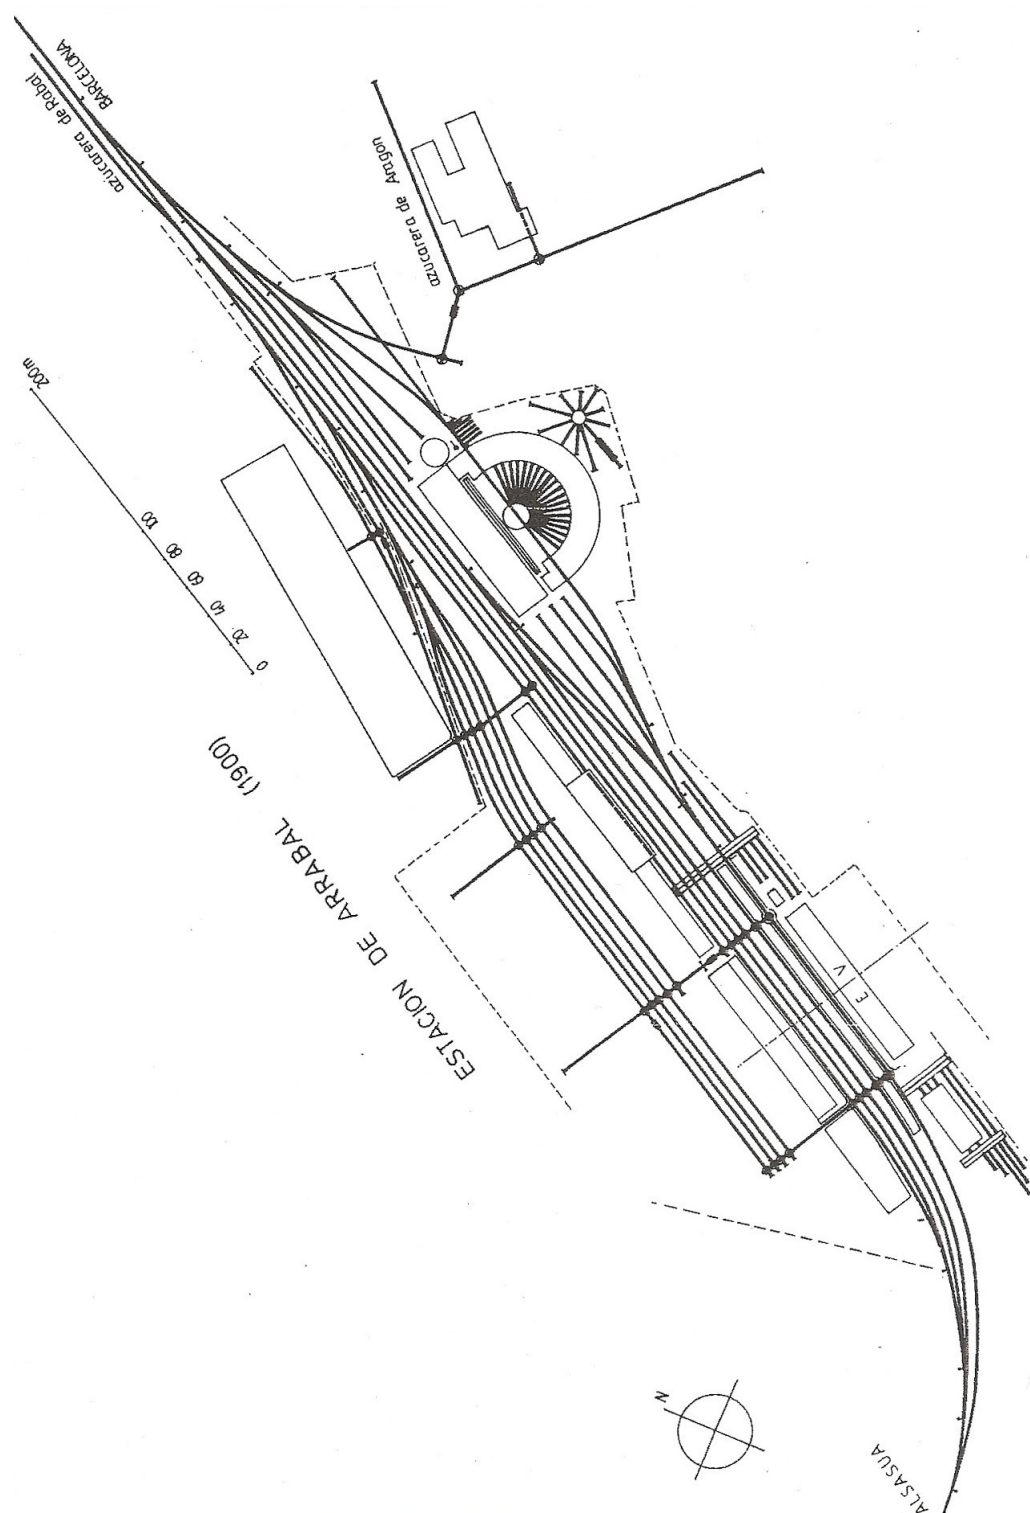 BARCELONA
azucarera de Rabal
azucarera de Aragon
200m
100
80
60
40
20
0
ESTACION DE ARRABAL (1900)
V
E
N
ALSASUA